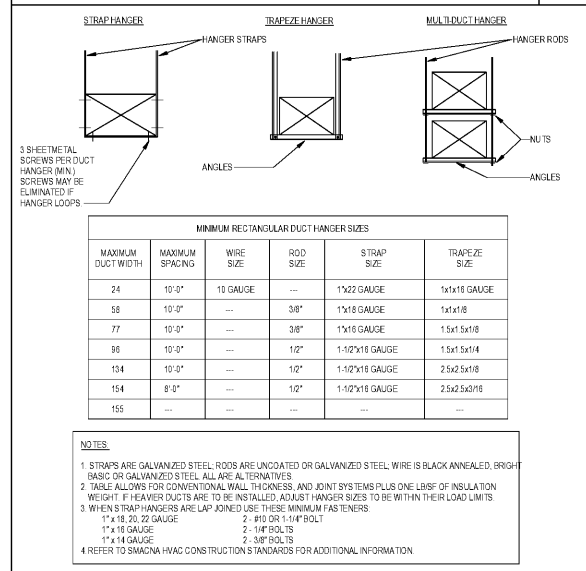 STRAP HANGER
TRAPEZE HANGER
MULTI-DUCT HANGER
HANGER STRAPS
HANGER RODS
3 SHEETMETAL
SCREWS PER DUCT
HANGER (MIN.)
SCREWS MAY BE
ELIMINATED IF
HANGER LOOPS
ANGLES
NUTS
ANGLES
MINIMUM RECTANGULAR DUCT HANGER SIZES
MAXIMUM DUCT WIDTH MAXIMUM SPACING WIRE SIZE ROD SIZE STRAP SIZE TRAPEZE SIZE
24 10'-0" 10 GAUGE --- 1"x22 GAUGE 1x1x16 GAUGE
58 10'-0" --- 3/8" 1"x18 GAUGE 1x1x1/8
77 10'-0" --- 3/8" 1"x16 GAUGE 1.5x1.5x1/8
96 10'-0" --- 1/2" 1-1/2"x16 GAUGE 1.5x1.5x1/4
134 10'-0" --- 1/2" 1-1/2"x16 GAUGE 2.5x2.5x1/8
154 8'-0" --- 1/2" 1-1/2"x16 GAUGE 2.5x2.5x3/16
155 --- --- --- --- ---
NOTES:
1. STRAPS ARE GALVANIZED STEEL; RODS ARE UNCOATED OR GALVANIZED STEEL; WIRE IS BLACK ANNEALED, BRIGHT
BASIC OR GALVANIZED STEEL. ALL ARE ALTERNATIVES.
2. TABLE ALLOWS FOR CONVENTIONAL WALL THICKNESS, AND JOINT SYSTEMS PLUS ONE LB/SF OF INSULATION
WEIGHT. IF HEAVIER DUCTS ARE TO BE INSTALLED, ADJUST HANGER SIZES TO BE WITHIN THEIR LOAD LIMITS.
3. WHEN STRAP HANGERS ARE LAP JOINED USE THESE MINIMUM FASTENERS:
1" x 18, 20, 22 GAUGE 2 - #10 OR 1-1/4" BOLT
1" x 16 GAUGE 2 - 1/4" BOLTS
1" x 14 GAUGE 2 - 3/8" BOLTS
4.REFER TO SMACNA HVAC CONSTRUCTION STANDARDS FOR ADDITIONAL INFORMATION.